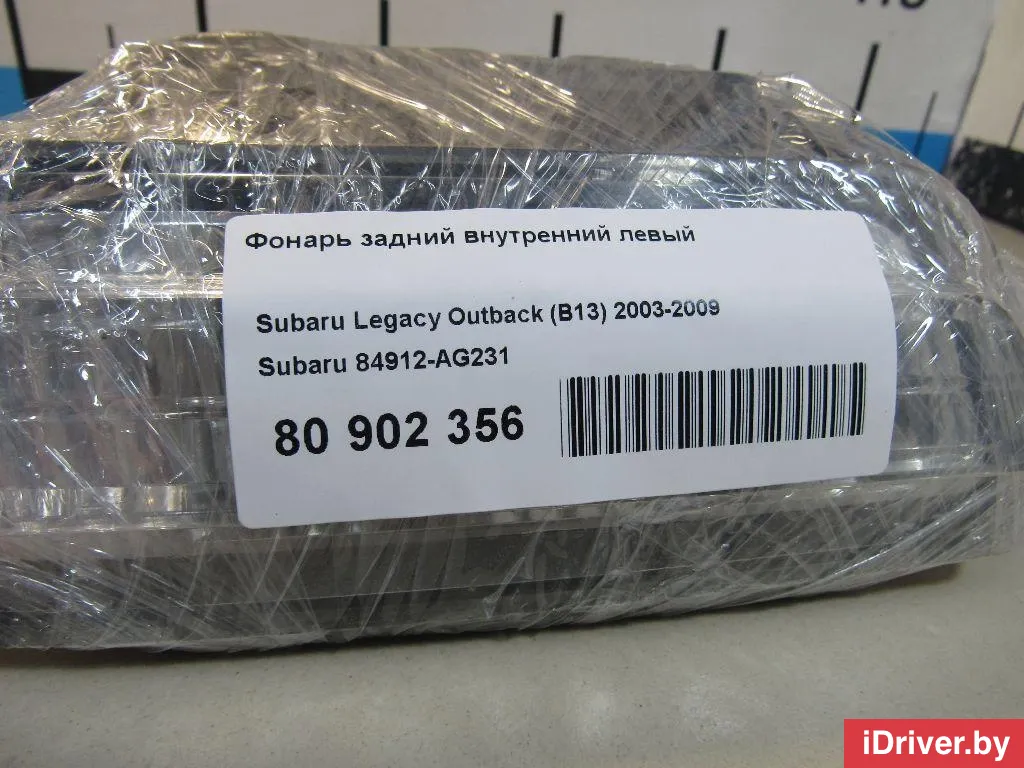 Фонарь задний внутренний левый
Subaru Legacy Outback (B13) 2003-2009
Subaru 84912-AG231
80 902 356
iDriver.by